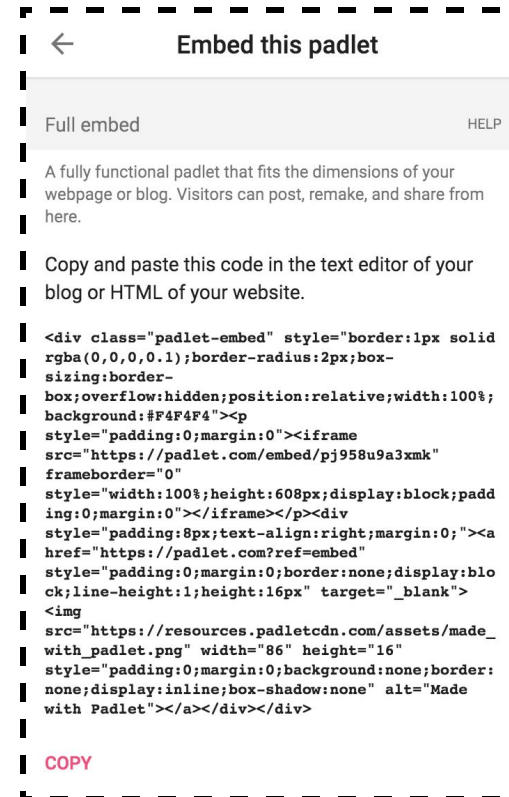 Embed this padlet
Full embed HELP
A fully functional padlet that fits the dimensions of your
webpage or blog. Visitors can post, remake, and share from
here.
Copy and paste this code in the text editor of your
blog or HTML of your website.
<div class="padlet-embed" style="border:1px solid
rgba(0,0,0,0.1);border-radius:2px;box-
sizing:border-
box;overflow:hidden;position:relative;width:100%;
background:#F4F4F4"><p
style="padding:0;margin:0"><iframe
src="https://padlet.com/embed/pj958u9a3xmk"
frameborder="0"
style="width:100%;height:608px;display:block;padd
ing:0;margin:0"></iframe></p><div
style="padding:8px;text-align:right;margin:0;"><a
href="https://padlet.com?ref=embed"
style="padding:0;margin:0;border:none;display:blo
ck;line-height:1;height:16px" target="_blank">
<img
src="https://resources.padletcdn.com/assets/made_
with_padlet.png" width="86" height="16"
style="padding:0;margin:0;background:none;border:
none;display:inline;box-shadow:none" alt="Made
with Padlet"></a></div></div>
COPY